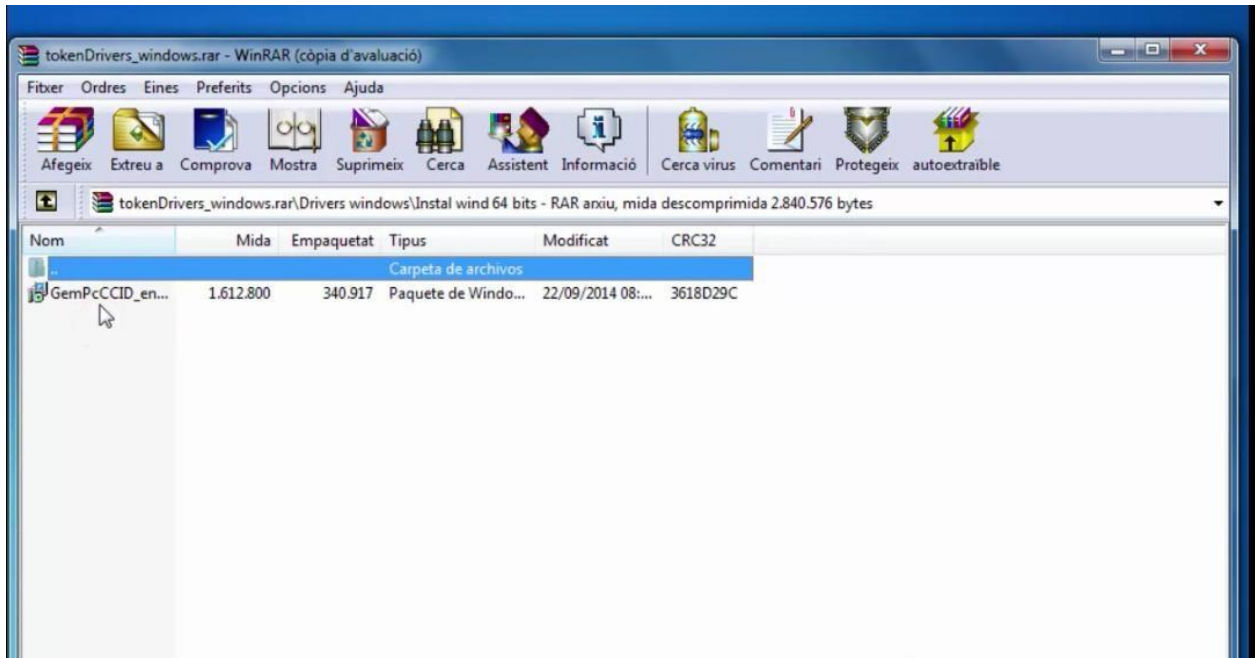 tokenDrivers_windows.rar - WinRAR (còpia d'avaluació)
Fitxer Ordres Eines Preferits Opcions Ajuda
Afegeix Extreu a Comprova Mostra Suprimeix Cerca Assistent Informació Cerca virus Comentari Protegeix autoextraïble
tokenDrivers_windows.rar\Drivers windows\Instal wind 64 bits - RAR arxiu, mida descomprimida 2.840.576 bytes
Nom Mida Empaquetat Tipus Modificat CRC32
.. Carpeta de archivos
GemPcCCID_en... 1.612.800 340.917 Paquete de Windo... 22/09/2014 08:... 3618D29C